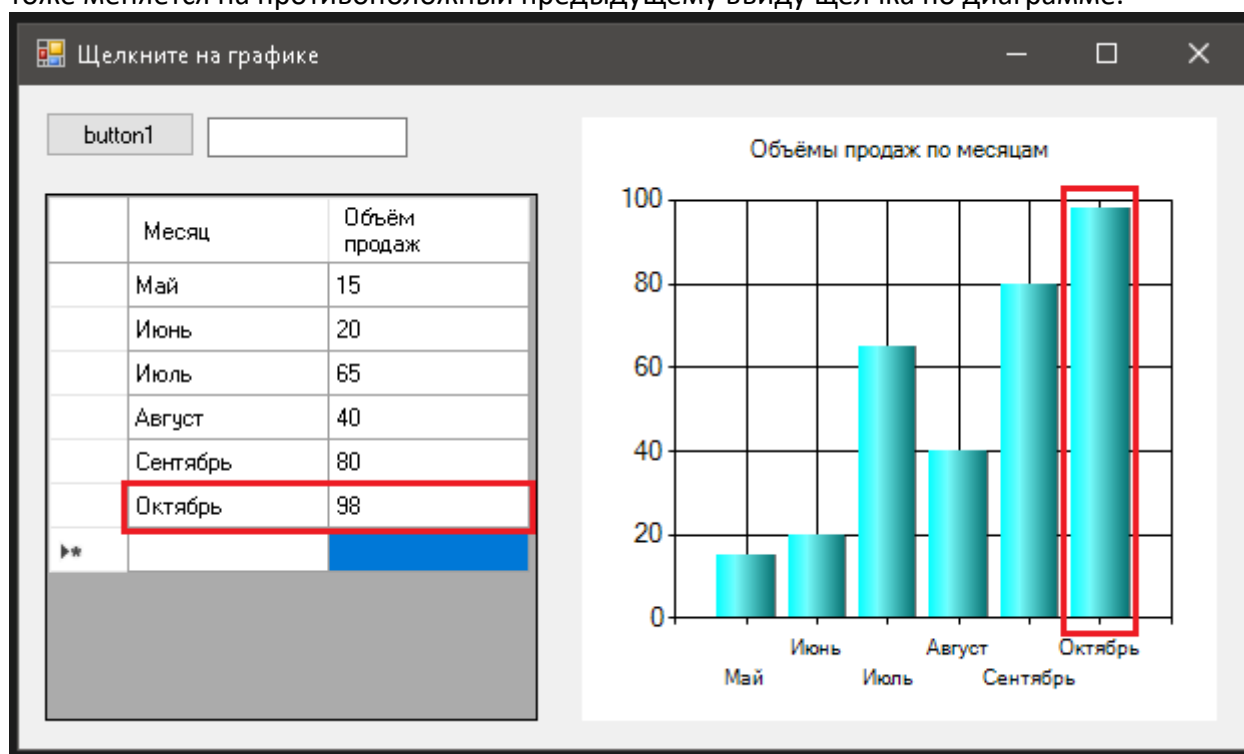 тоже меняется на противоположный предыдущему ввиду щелчка по диаграмме.
Щелкните на графике
button1
Месяц Объём продаж
Май 15
Июнь 20
Июль 65
Август 40
Сентябрь 80
Октябрь 98
Объёмы продаж по месяцам
100
80
60
40
20
0
Июнь Август Октябрь
Май Июль Сентябрь